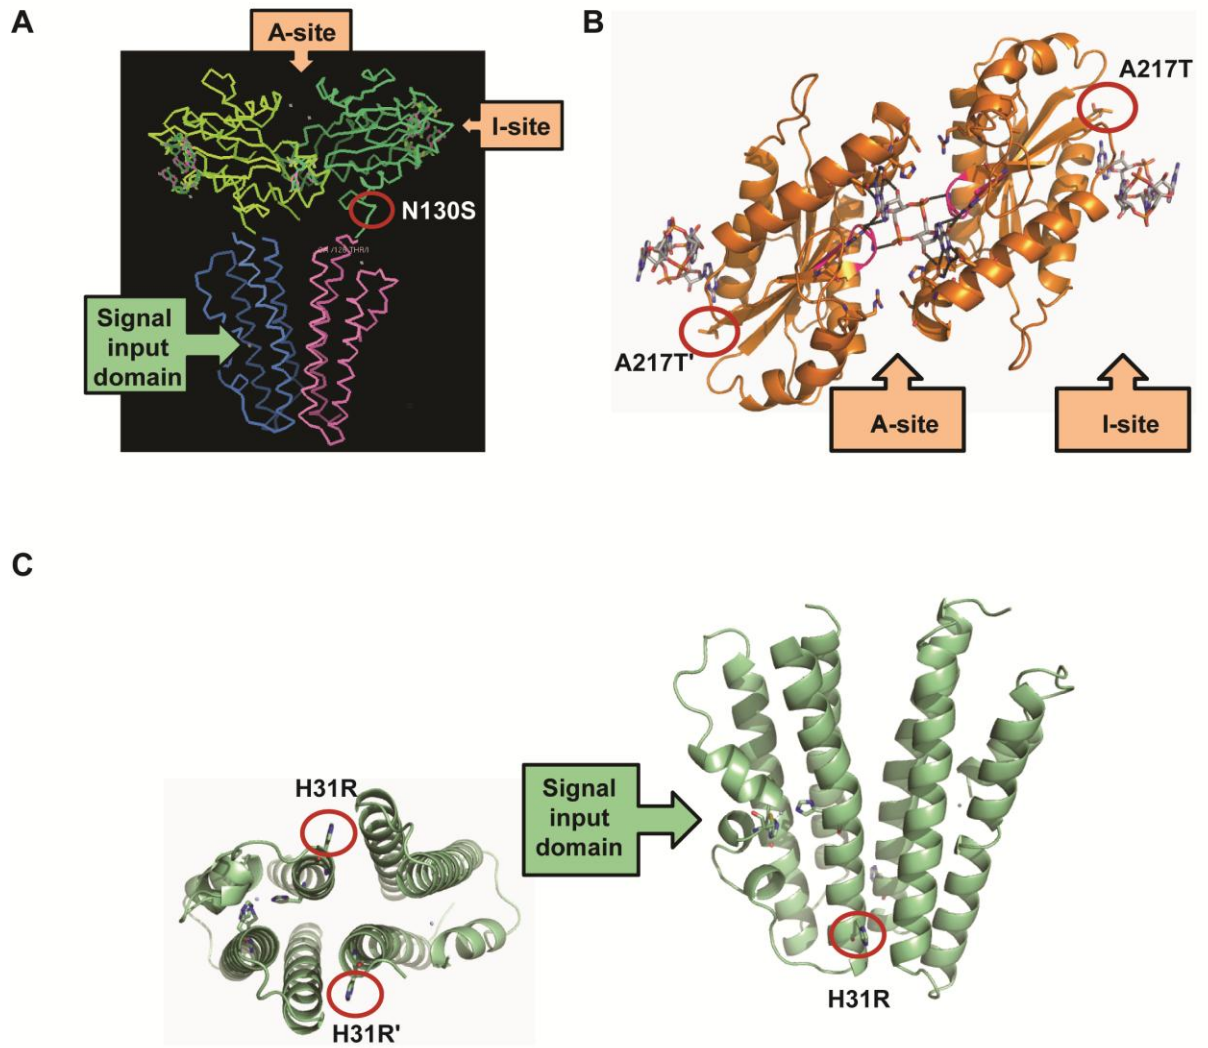 A
A-site
I-site
N130S
Signal
input
domain
B
A217T
A217T'
A-site
I-site
C
H31R
H31R'
Signal
input
domain
H31R